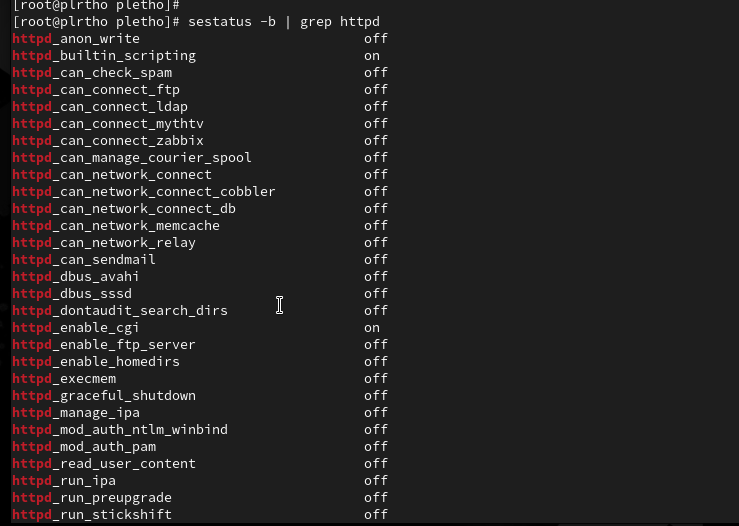 [root@plrtho pletho]#
[root@plrtho pletho]# sestatus -b | grep httpd
httpd_anon_write off
httpd_builtin_scripting on
httpd_can_check_spam off
httpd_can_connect_ftp off
httpd_can_connect_ldap off
httpd_can_connect_mythtv off
httpd_can_connect_zabbix off
httpd_can_manage_courier_spool off
httpd_can_network_connect off
httpd_can_network_connect_cobbler off
httpd_can_network_connect_db off
httpd_can_network_memcache off
httpd_can_network_relay off
httpd_can_sendmail off
httpd_dbus_avahi off
httpd_dbus_sssd off
httpd_dontaudit_search_dirs off
httpd_enable_cgi on
httpd_enable_ftp_server off
httpd_enable_homedirs off
httpd_execmem off
httpd_graceful_shutdown off
httpd_manage_ipa off
httpd_mod_auth_ntlm_winbind off
httpd_mod_auth_pam off
httpd_read_user_content off
httpd_run_ipa off
httpd_run_preupgrade off
httpd_run_stickshift off